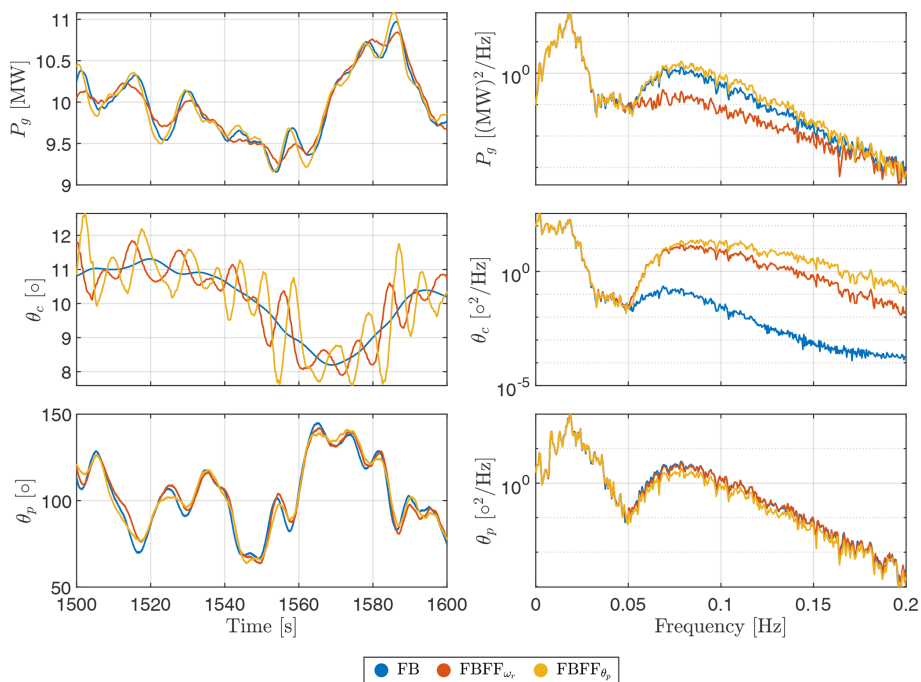 11
10.5
10
9.5
9
P_g [MW]
10^0
P_g [(MW)^2/Hz]
12
11
10
9
8
θ_c [∘]
10^0
10^-5
θ_c [∘^2/Hz]
150
100
50
θ_p [∘]
1500 1520 1540 1560 1580 1600
Time [s]
10^0
θ_p [∘^2/Hz]
0 0.05 0.1 0.15 0.2
Frequency [Hz]
FB FBFF_ω_r FBFF_θ_p